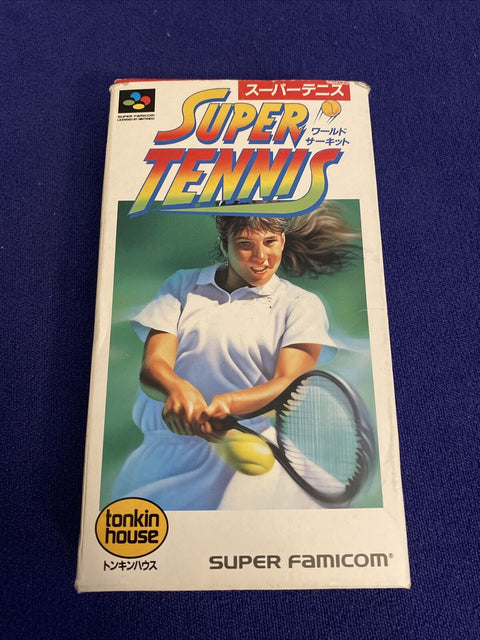 スーパーテニス
SUPER FAMICOM
LICENSED BY NINTENDO
SUPER
TENNIS
ワールド
サーキット
tonkin
house
トンキンハウス
SUPER FAMICOM®